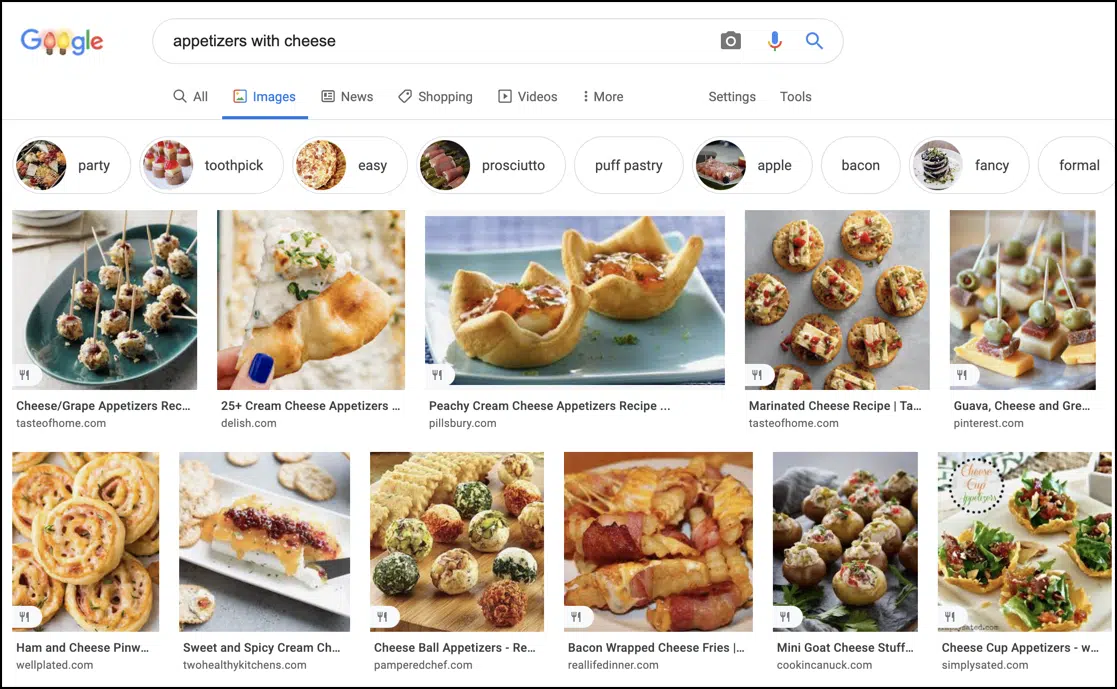 Google
appetizers with cheese
All Images News Shopping Videos More Settings Tools
party toothpick easy prosciutto puff pastry apple bacon fancy formal
Cheese/Grape Appetizers Rec... 25+ Cream Cheese Appetizers ... Peachy Cream Cheese Appetizers Recipe ... Marinated Cheese Recipe | Ta... Guava, Cheese and Gre...
tasteofhome.com delish.com pillsbury.com tasteofhome.com pinterest.com
Cheese
Cup
Appetizers
simplysated.com
Ham and Cheese Pinw... Sweet and Spicy Cream Ch... Cheese Ball Appetizers - Re... Bacon Wrapped Cheese Fries |... Mini Goat Cheese Stuff... Cheese Cup Appetizers - w...
wellplated.com twohealthykitchens.com pamperedchef.com reallifedinner.com cookincanuck.com simplysated.com